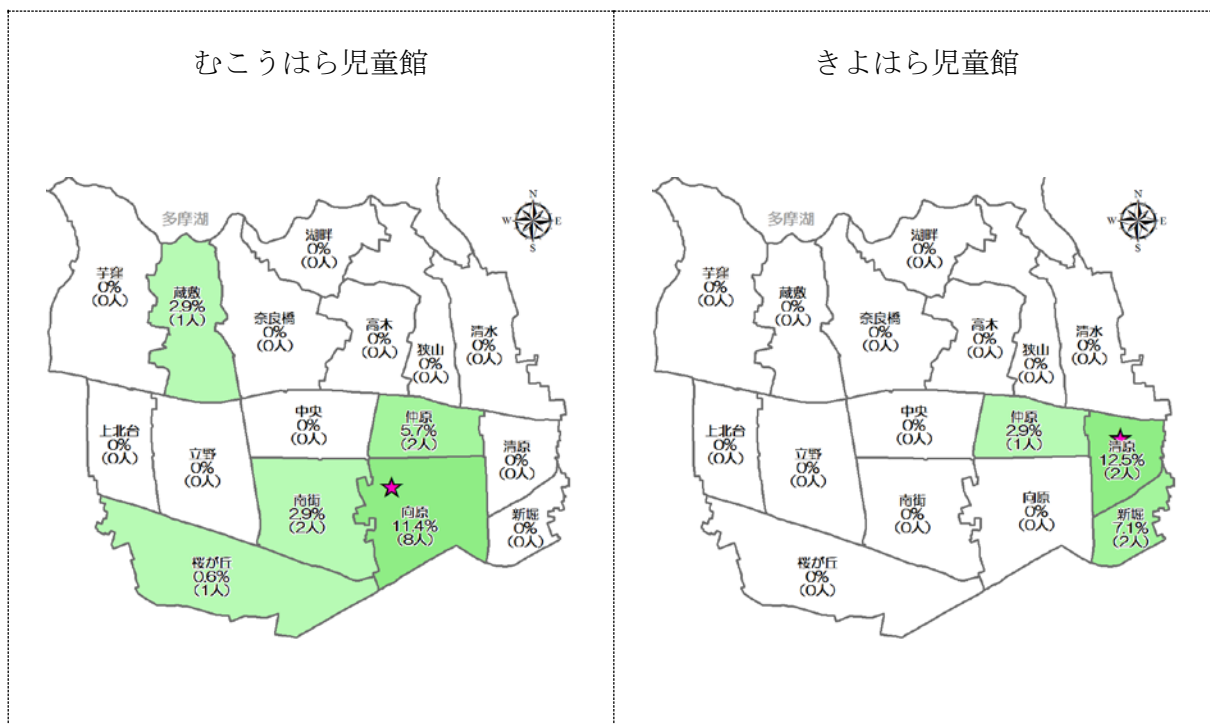 むこうはら児童館
多摩湖
N
W
E
S
湖畔
0%
(0人)
芋窪
0%
(0人)
蔵敷
2.9%
(1人)
奈良橋
0%
(0人)
高木
0%
(0人)
狭山
0%
(0人)
清水
0%
(0人)
上北台
0%
(0人)
立野
0%
(0人)
中央
0%
(0人)
仲原
5.7%
(2人)
清原
0%
(0人)
南街
2.9%
(2人)
向原
11.4%
(8人)
新堀
0%
(0人)
桜が丘
0.6%
(1人)
きよはら児童館
多摩湖
N
W
E
S
湖畔
0%
(0人)
芋窪
0%
(0人)
蔵敷
0%
(0人)
奈良橋
0%
(0人)
高木
0%
(0人)
狭山
0%
(0人)
清水
0%
(0人)
上北台
0%
(0人)
立野
0%
(0人)
中央
0%
(0人)
仲原
2.9%
(1人)
清原
12.5%
(2人)
南街
0%
(0人)
向原
0%
(0人)
新堀
7.1%
(2人)
桜が丘
0%
(0人)